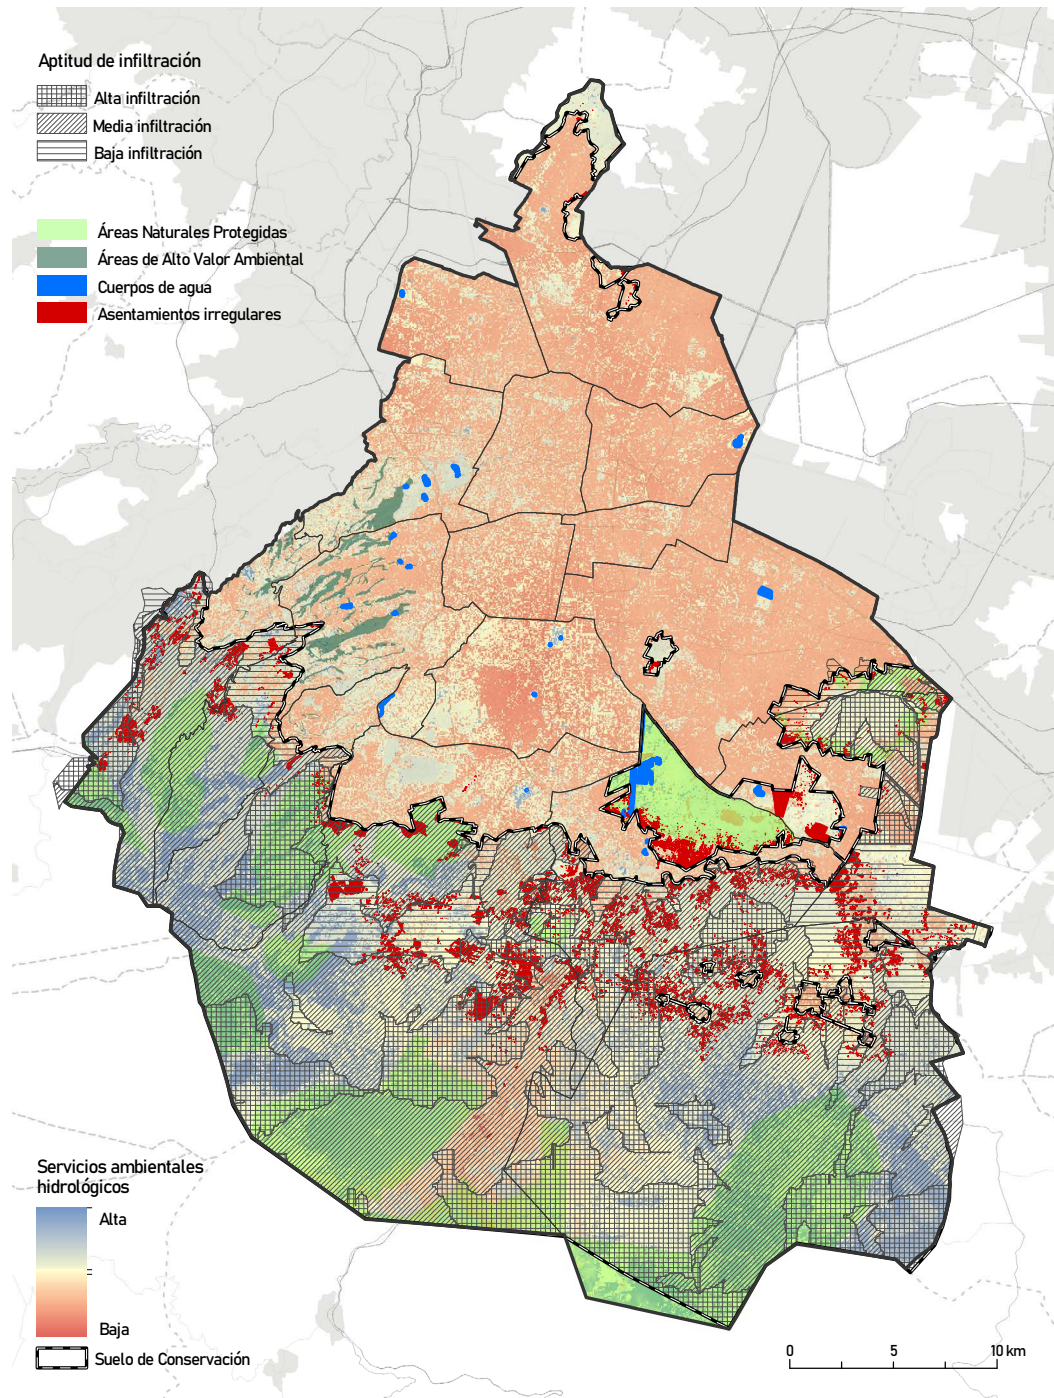 Aptitud de infiltración
Alta infiltración
Media infiltración
Baja infiltración
Áreas Naturales Protegidas
Áreas de Alto Valor Ambiental
Cuerpos de agua
Asentamientos irregulares
Servicios ambientales
hidrológicos
Alta
Baja
Suelo de Conservación
0 5 10 km